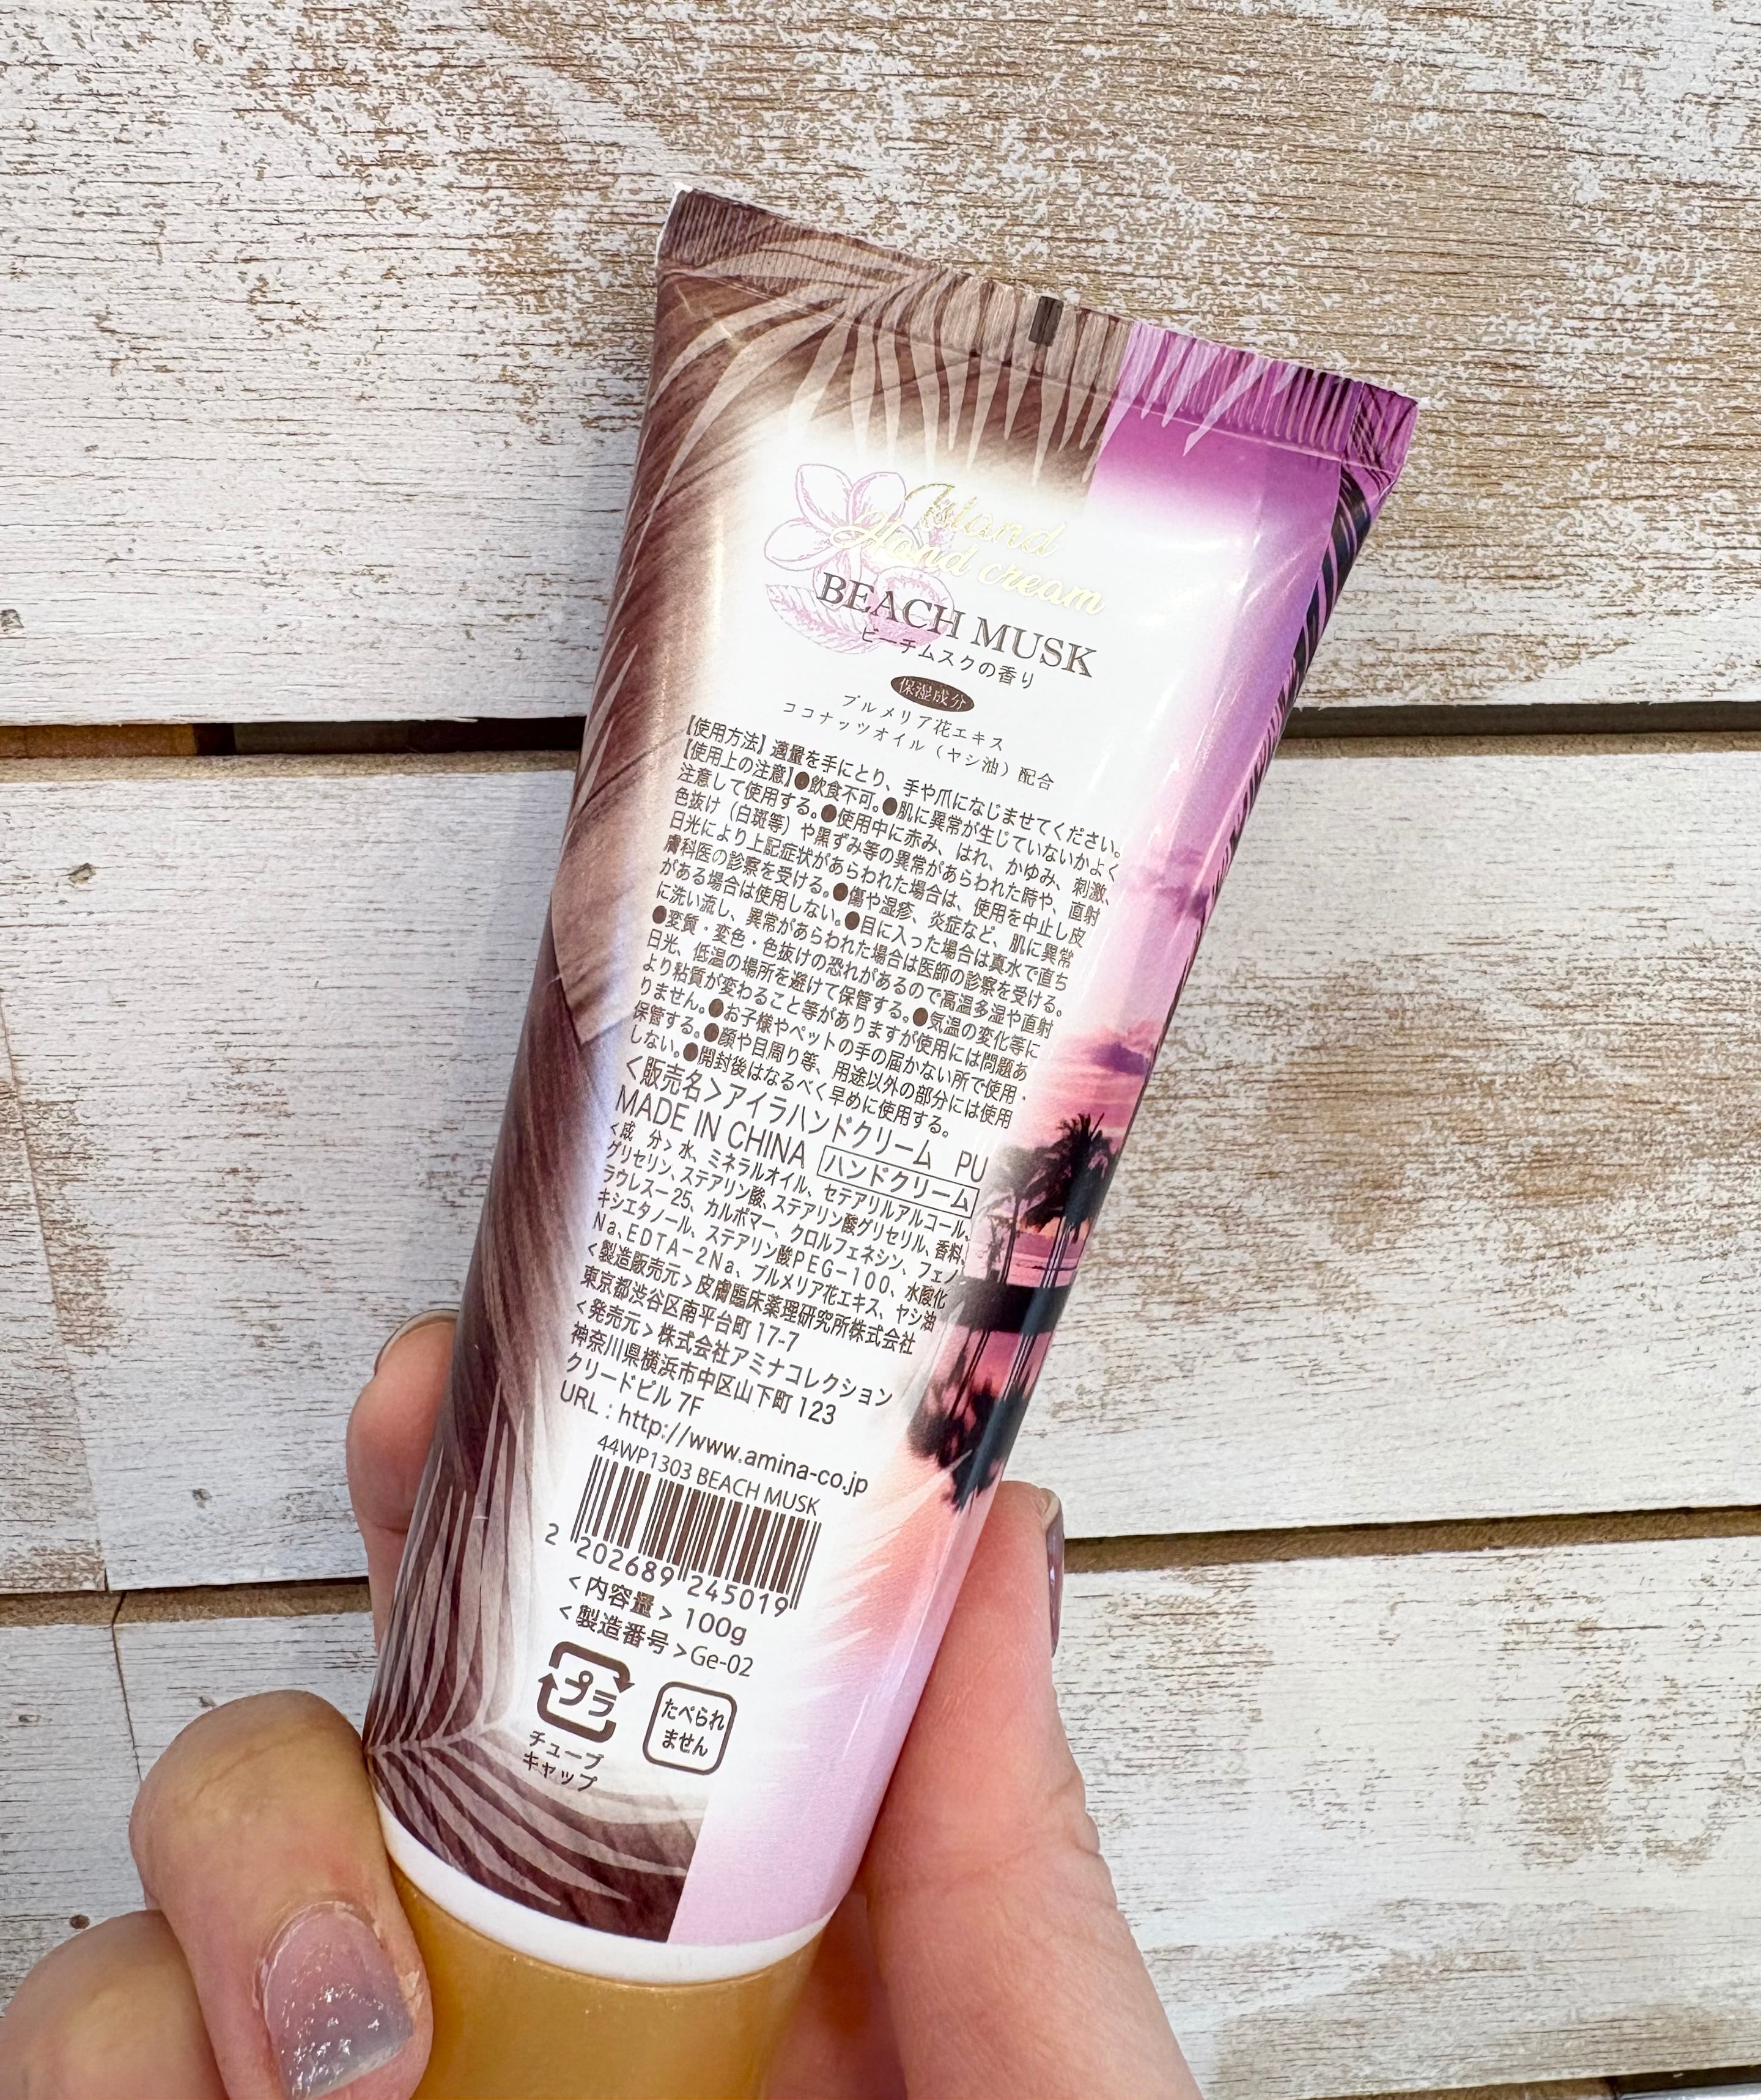 Island
Hand cream
BEACH MUSK
ビーチムスクの香り
保湿成分
プルメリア花エキス
ココナッツオイル（ヤシ油）配合
【使用方法】適量を手にとり、手や爪になじませてください。
【使用上の注意】●飲食不可。●肌に異常が生じていないかよく
注意して使用する。●使用中に赤み、はれ、かゆみ、刺激、
色抜け（白斑等）や黒ずみ等の異常があらわれた時や、直射
日光により上記症状があらわれた場合は、使用を中止し皮
膚科医の診察を受ける。●傷や湿疹、炎症など、肌に異常
がある場合は使用しない。●目に入った場合は真水で直ち
に洗い流し、異常があらわれた場合は医師の診察を受ける。
●変質・変色・色抜けの恐れがあるので高温多湿や直射
日光、低温の場所を避けて保管する。●気温の変化等に
より粘質が変わること等がありますが使用には問題あ
りません。●お子様やペットの手の届かない所で使用・
保管する。●顔や目周り等、用途以外の部分には使用
しない。●開封後はなるべく早めに使用する。
＜販売名＞アイラハンドクリーム PU
MADE IN CHINA ハンドクリーム
＜成 分＞水、ミネラルオイル、セテアリルアルコール、
グリセリン、ステアリン酸、ステアリン酸グリセリル、香料、
ラウレスー25、カルボマー、クロルフェネシン、フェノ
キシエタノール、ステアリン酸PEG-100、水酸化
Na、EDTA-2Na、プルメリア花エキス、ヤシ油
＜製造販売元＞皮膚臨床薬理研究所株式会社
東京都渋谷区南平台町 17-7
＜発売元＞株式会社アミナコレクション
神奈川県横浜市中区山下町 123
クリードビル 7F
URL : http://www.amina-co.jp
44WP1303 BEACH MUSK
2 202689 245019
＜内容量＞ 100g
＜製造番号＞Ge-02
プラ
チューブ
キャップ
たべられ
ません